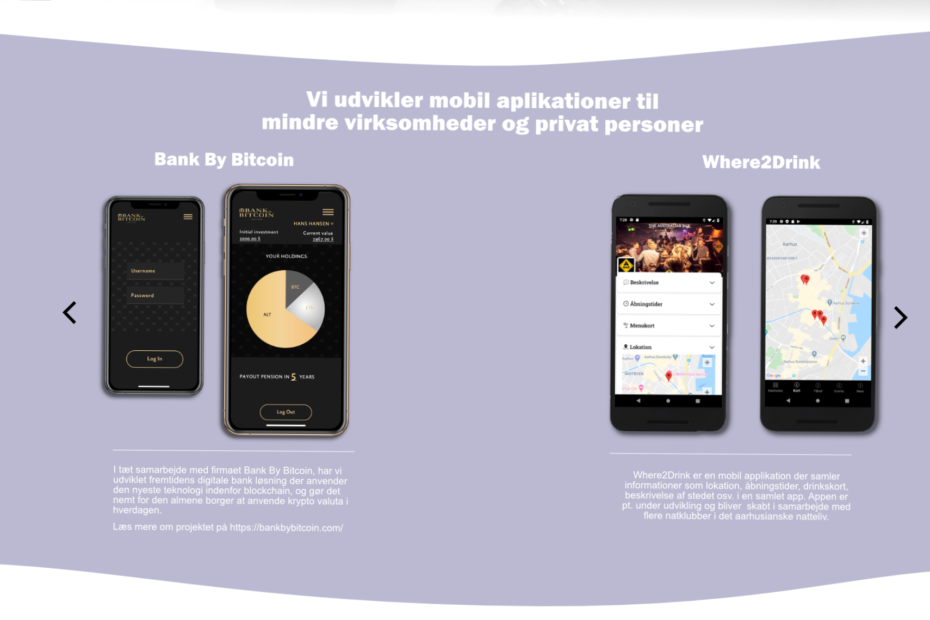 Vi udvikler mobil aplikationer til
mindre virksomheder og privat personer
Bank By Bitcoin
BANK BY
BITCOIN
Username
Password
Log In
BANK BY
BITCOIN
HANS HANSEN
Initial investment
Current value
YOUR HOLDINGS
BTC
ALT
PAYOUT PENSION IN 5 YEARS
Log Out
I tæt samarbejde med firmaet Bank By Bitcoin, har vi
udviklet fremtidens digitale bank løsning der anvender
den nyeste teknologi indenfor blockchain, og gør det
nemt for den almene borger at anvende krypto valuta i
hverdagen.
Læs mere om projektet på https://bankbybitcoin.com/
Where2Drink
Beskrivelse
Åbningstider
Menukort
Lokation
Aarhus
Where2Drink er en mobil applikation der samler
informationer som lokation, åbningstider, drinkskort,
beskrivelse af stedet osv. i en samlet app. Appen er
pt. under udvikling og bliver skabt i samarbejde med
flere natklubber i det aarhusianske natteliv.